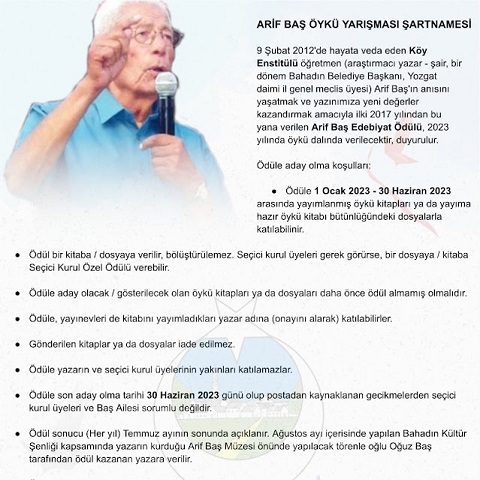 ARİF BAŞ ÖYKÜ YARIŞMASI ŞARTNAMESİ
9 Şubat 2012'de hayata veda eden Köy
Enstitülü öğretmen (araştırmacı yazar - şair, bir
dönem Bahadın Belediye Başkanı, Yozgat
daimi il genel meclis üyesi) Arif Baş'ın anısını
yaşatmak ve yazınımıza yeni değerler
kazandırmak amacıyla ilki 2017 yılından bu
yana verilen Arif Baş Edebiyat Ödülü, 2023
yılında öykü dalında verilecektir, duyurulur.
Ödüle aday olma koşulları:
● Ödüle 1 Ocak 2023 - 30 Haziran 2023
arasında yayımlanmış öykü kitapları ya da yayıma
hazır öykü kitabı bütünlüğündeki dosyalarla
katılabilinir.
● Ödül bir kitaba / dosyaya verilir, bölüştürülemez. Seçici kurul üyeleri gerek görürse, bir dosyaya / kitaba
Seçici Kurul Özel Ödülü verebilir.
● Ödüle aday olacak / gösterilecek olan öykü kitapları ya da dosyaları daha önce ödül almamış olmalıdır.
● Ödüle, yayınevleri de kitabını yayımladıkları yazar adına (onayını alarak) katılabilirler.
● Gönderilen kitaplar ya da dosyalar iade edilmez.
● Ödüle yazarın ve seçici kurul üyelerinin yakınları katılamazlar.
● Ödüle son aday olma tarihi 30 Haziran 2023 günü olup postadan kaynaklanan gecikmelerden seçici
kurul üyeleri ve Baş Ailesi sorumlu değildir.
● Ödül sonucu (Her yıl) Temmuz ayının sonunda açıklanır. Ağustos ayı içerisinde yapılan Bahadın Kültür
Şenliği kapsamında yazarın kurduğu Arif Baş Müzesi önünde yapılacak törenle oğlu Oğuz Baş
tarafından ödül kazanan yazara verilir.